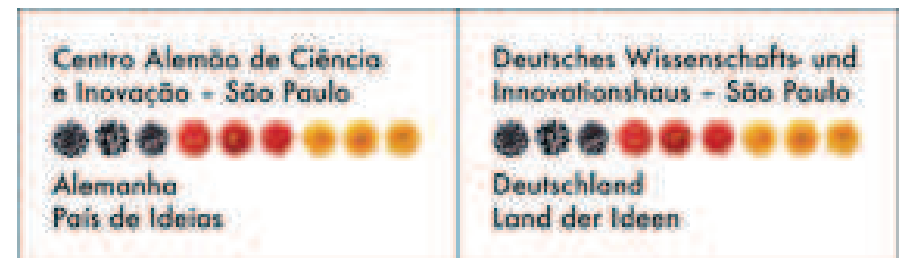 Centro Alemão de Ciência
e Inovação – São Paulo
Alemanha
País de Ideias
Deutsches Wissenschafts- und
Innovationshaus – São Paulo
Deutschland
Land der Ideen